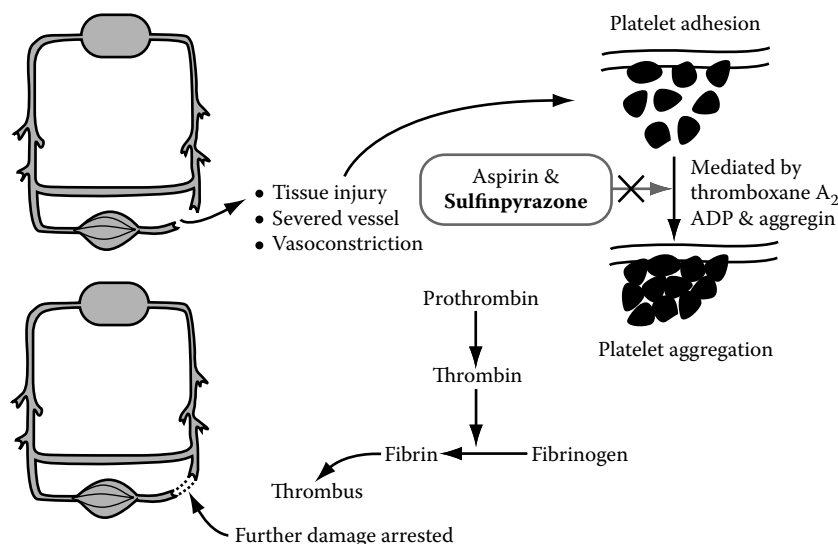 Platelet adhesion
Aspirin &
Sulfinpyrazone
Mediated by
thromboxane A₂
ADP & aggregin
• Tissue injury
• Severed vessel
• Vasoconstriction
Prothrombin
Platelet aggregation
Thrombin
Fibrin
Fibrinogen
Thrombus
Further damage arrested